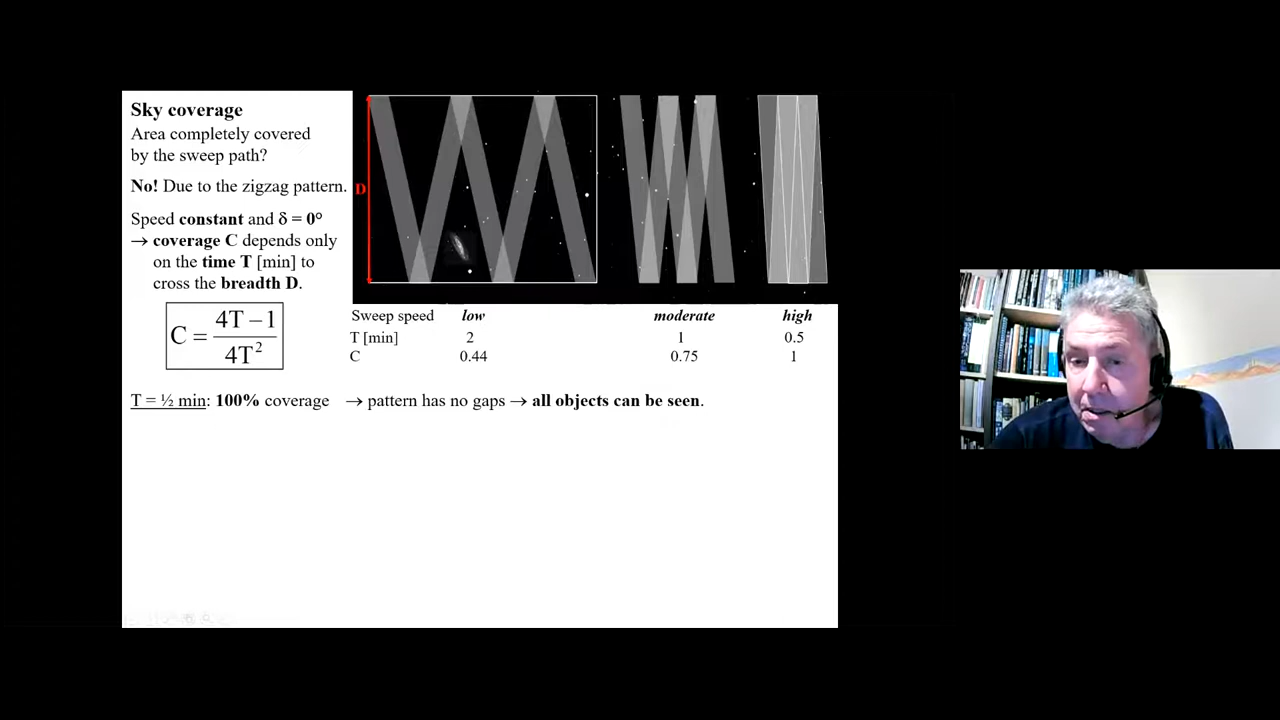 Sky coverage
Area completely covered
by the sweep path?
No! Due to the zigzag pattern.
Speed constant and δ = 0°
→ coverage C depends only
on the time T [min] to
cross the breadth D.
C = (4T − 1) / 4T²
D
Sweep speed low moderate high
T [min] 2 1 0.5
C 0.44 0.75 1
T = ½ min: 100% coverage → pattern has no gaps → all objects can be seen.